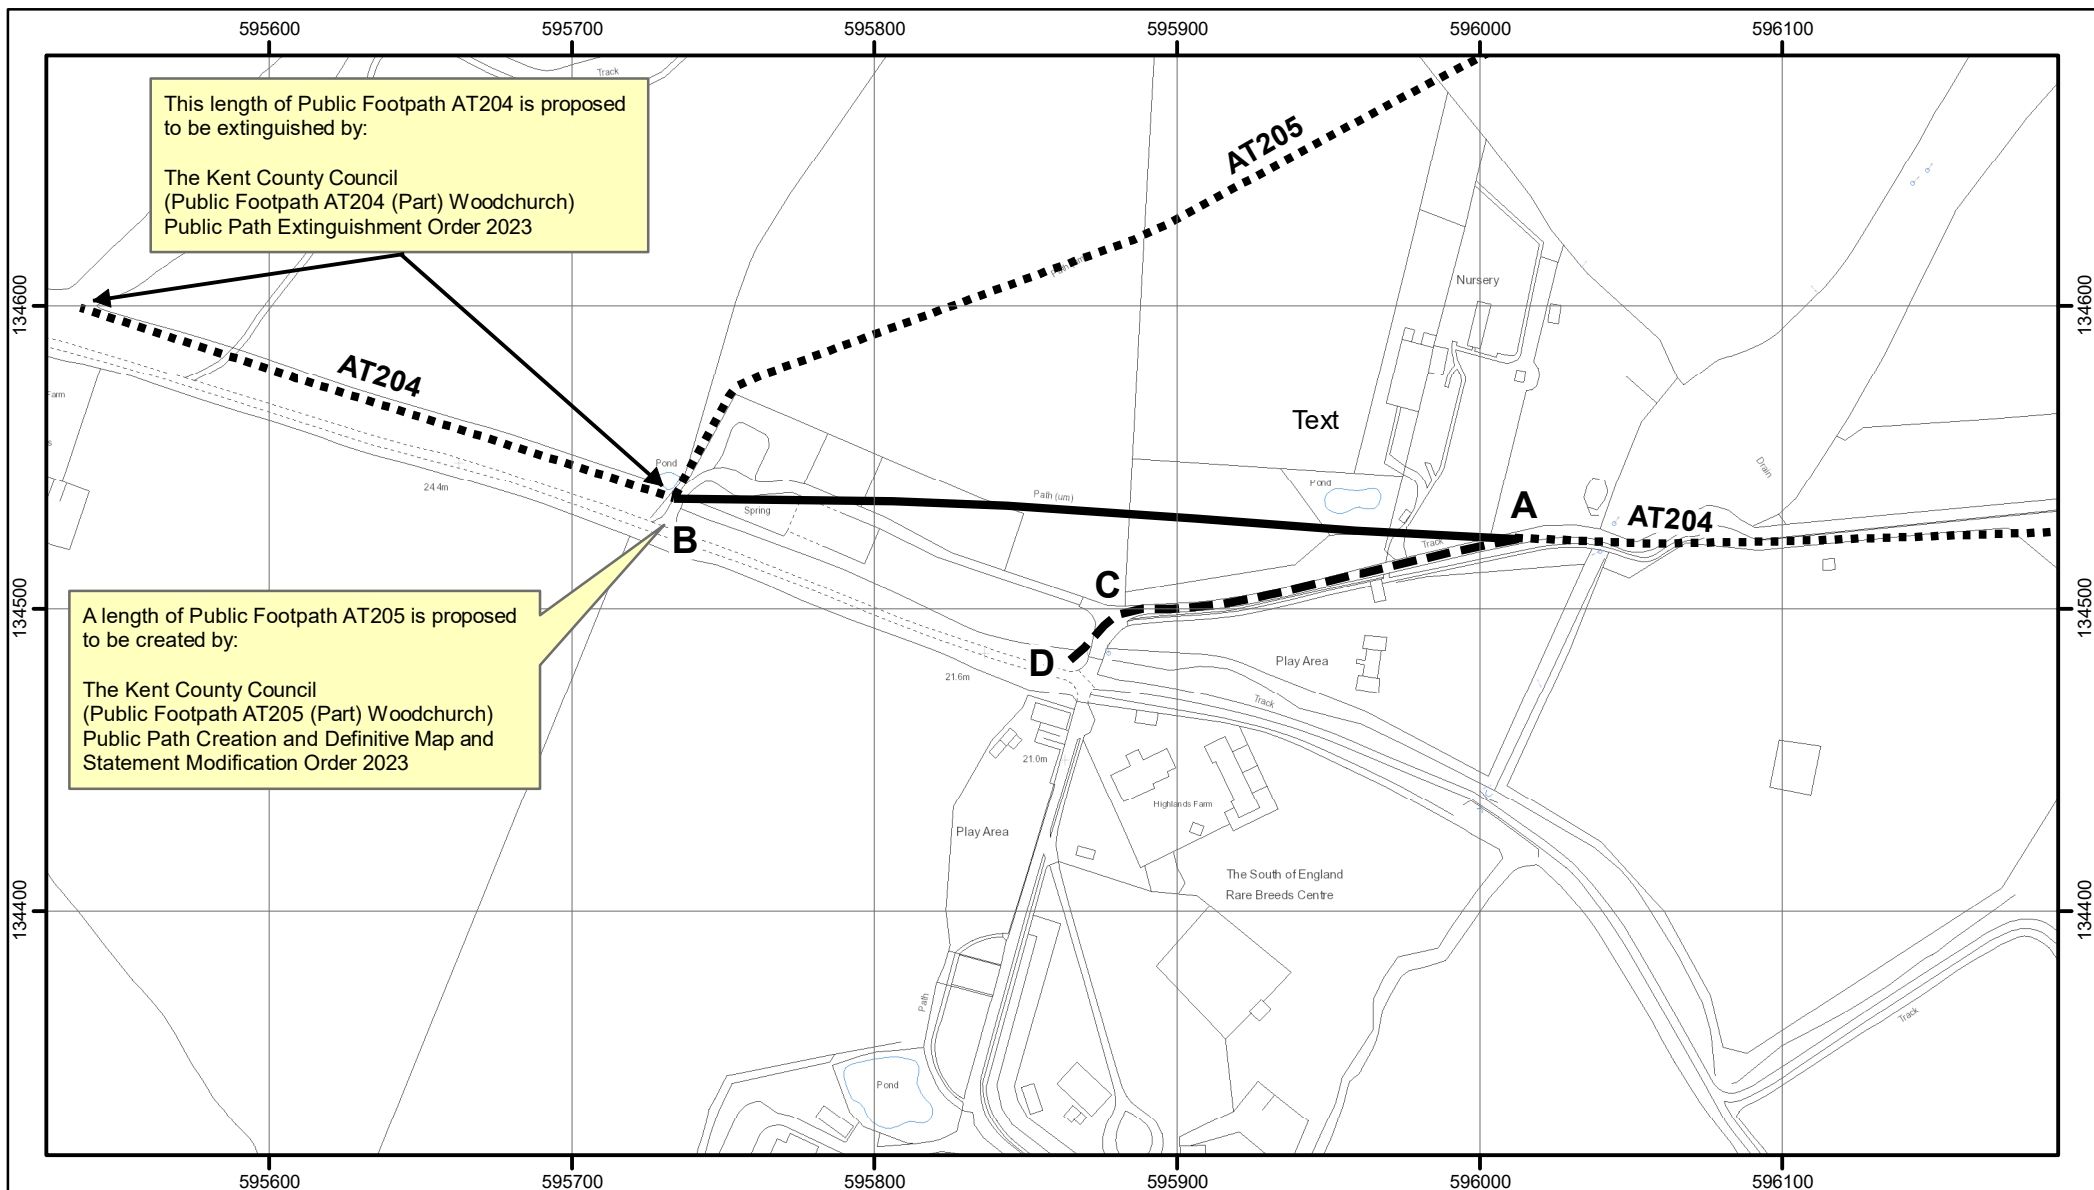 595600
595700
595800
595900
596000
596100
Track
This length of Public Footpath AT204 is proposed
to be extinguished by:
The Kent County Council
(Public Footpath AT204 (Part) Woodchurch)
Public Path Extinguishment Order 2023
AT205
Nursery
134600
134600
AT204
arm
s
Text
Pond
24.4m
Spring
Path (um)
Pond
A
AT204
Drain
B
Track
C
134500
134500
A length of Public Footpath AT205 is proposed
to be created by:
The Kent County Council
(Public Footpath AT205 (Part) Woodchurch)
Public Path Creation and Definitive Map and
Statement Modification Order 2023
D
Play Area
21.6m
Track
21.0m
Highlands Farm
Play Area
The South of England
Rare Breeds Centre
134400
134400
Path
Track
Pond
595600
595700
595800
595900
596000
596100